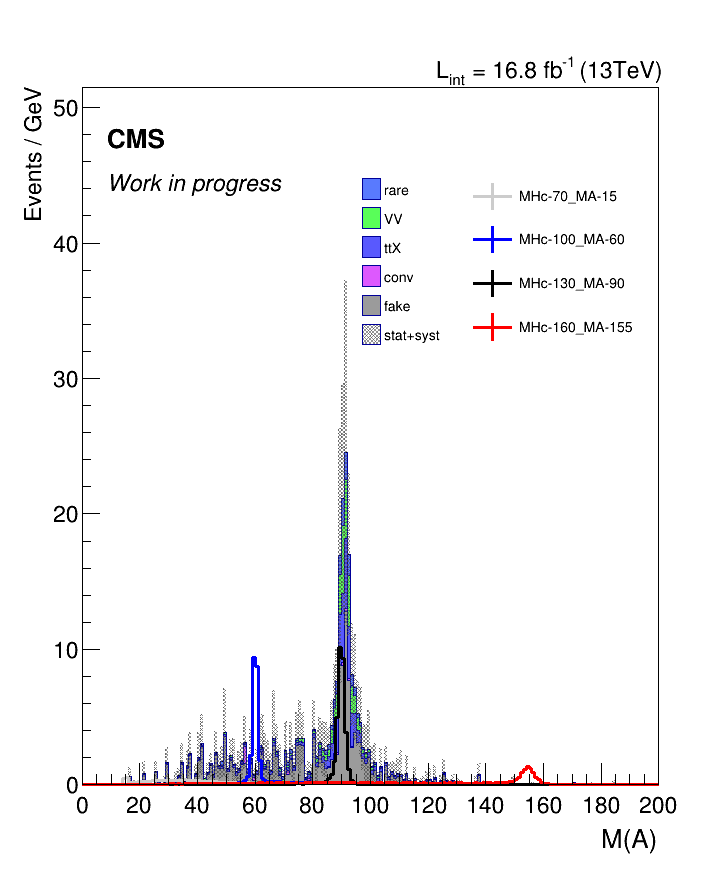 L_int = 16.8 fb⁻¹ (13TeV)
Events / GeV
CMS
Work in progress
rare
VV
ttX
conv
fake
stat+syst
MHc-70_MA-15
MHc-100_MA-60
MHc-130_MA-90
MHc-160_MA-155
50
40
30
20
10
0
0 20 40 60 80 100 120 140 160 180 200
M(A)